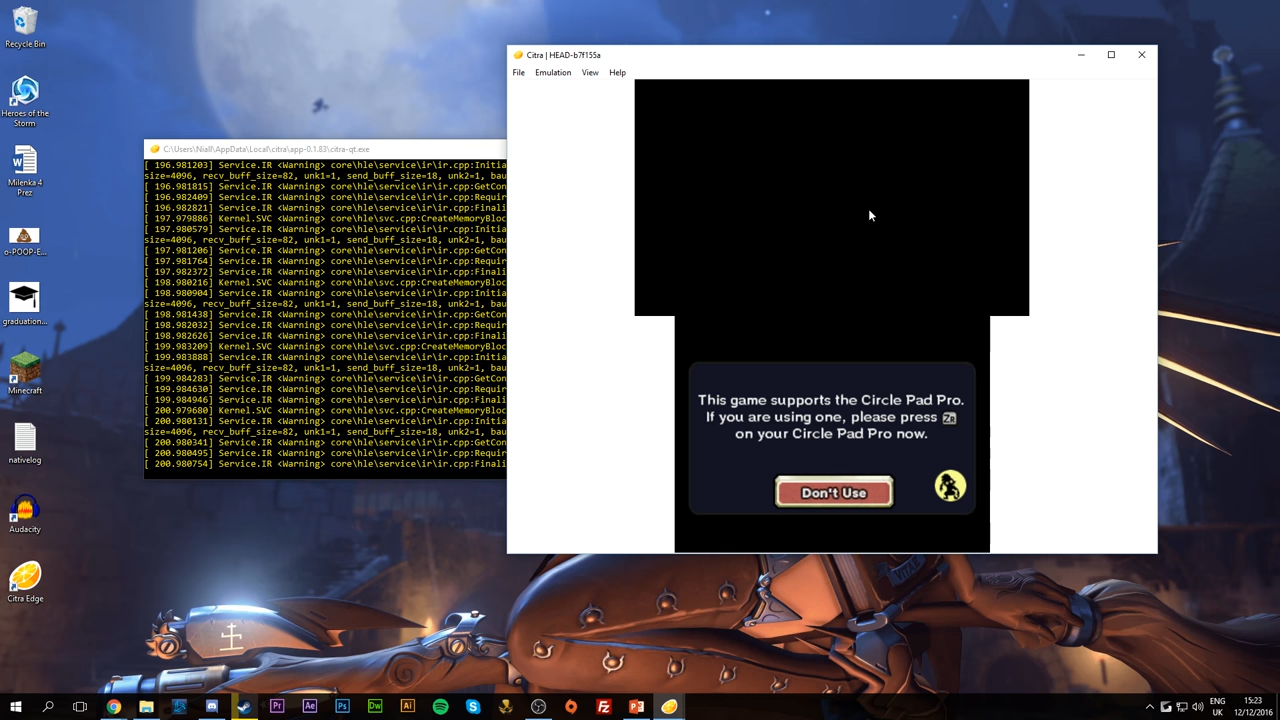 Recycle Bin
Heroes of the
Storm
Milenka 4
Prez
o-POOP-E...
graduation...
Minecraft
nativelog
Audacity
Citra Edge
C:\Users\Niall\AppData\Local\citra\app-0.1.83\citra-qt.exe
[ 196.981203] Service.IR <Warning> core\hle\service\ir\ir.cpp:Initia
size=4096, recv_buff_size=82, unk1=1, send_buff_size=18, unk2=1, bau
[ 196.981815] Service.IR <Warning> core\hle\service\ir\ir.cpp:GetCon
[ 196.982409] Service.IR <Warning> core\hle\service\ir\ir.cpp:Requir
[ 196.982821] Service.IR <Warning> core\hle\service\ir\ir.cpp:Finali
[ 197.979886] Kernel.SVC <Warning> core\hle\svc.cpp:CreateMemoryBloc
[ 197.980579] Service.IR <Warning> core\hle\service\ir\ir.cpp:Initia
size=4096, recv_buff_size=82, unk1=1, send_buff_size=18, unk2=1, bau
[ 197.981206] Service.IR <Warning> core\hle\service\ir\ir.cpp:GetCon
[ 197.981764] Service.IR <Warning> core\hle\service\ir\ir.cpp:Requir
[ 197.982372] Service.IR <Warning> core\hle\service\ir\ir.cpp:Finali
[ 198.980216] Kernel.SVC <Warning> core\hle\svc.cpp:CreateMemoryBloc
[ 198.980904] Service.IR <Warning> core\hle\service\ir\ir.cpp:Initia
size=4096, recv_buff_size=82, unk1=1, send_buff_size=18, unk2=1, bau
[ 198.981438] Service.IR <Warning> core\hle\service\ir\ir.cpp:GetCon
[ 198.982032] Service.IR <Warning> core\hle\service\ir\ir.cpp:Requir
[ 198.982626] Service.IR <Warning> core\hle\service\ir\ir.cpp:Finali
[ 199.983209] Kernel.SVC <Warning> core\hle\svc.cpp:CreateMemoryBloc
[ 199.983888] Service.IR <Warning> core\hle\service\ir\ir.cpp:Initia
size=4096, recv_buff_size=82, unk1=1, send_buff_size=18, unk2=1, bau
[ 199.984283] Service.IR <Warning> core\hle\service\ir\ir.cpp:GetCon
[ 199.984630] Service.IR <Warning> core\hle\service\ir\ir.cpp:Requir
[ 199.984946] Service.IR <Warning> core\hle\service\ir\ir.cpp:Finali
[ 200.979680] Kernel.SVC <Warning> core\hle\svc.cpp:CreateMemoryBloc
[ 200.980131] Service.IR <Warning> core\hle\service\ir\ir.cpp:Initia
size=4096, recv_buff_size=82, unk1=1, send_buff_size=18, unk2=1, bau
[ 200.980341] Service.IR <Warning> core\hle\service\ir\ir.cpp:GetCon
[ 200.980495] Service.IR <Warning> core\hle\service\ir\ir.cpp:Requir
[ 200.980754] Service.IR <Warning> core\hle\service\ir\ir.cpp:Finali
Citra | HEAD-b7f155a
File Emulation View Help
This game supports the Circle Pad Pro.
If you are using one, please press ZR
on your Circle Pad Pro now.
Don't Use
Pr Ae Ps Dw Ai
ENG
UK
15:23
12/12/2016